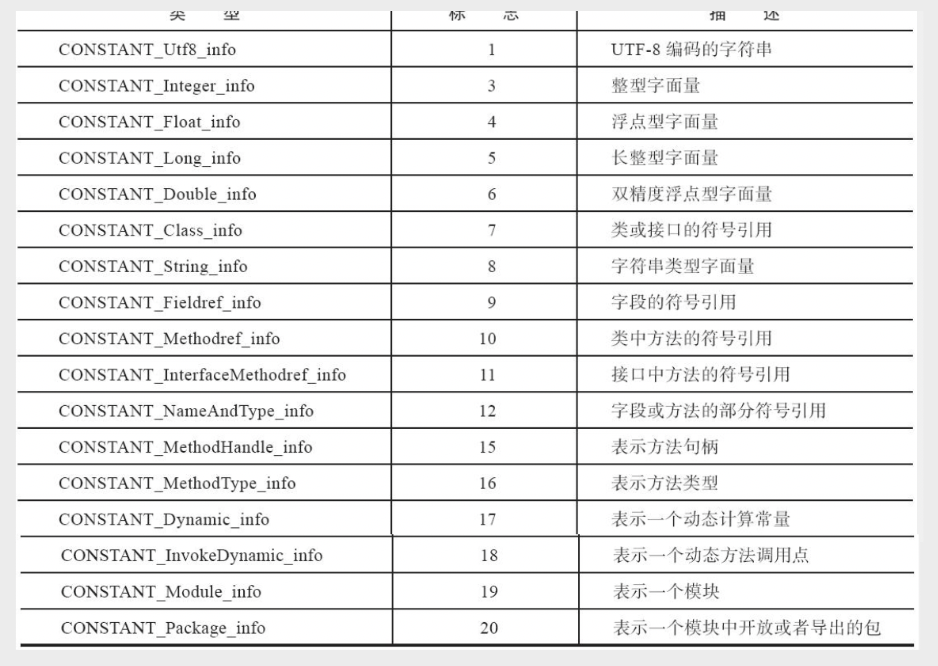 类 型 标 志 描 述
CONSTANT_Utf8_info 1 UTF-8 编码的字符串
CONSTANT_Integer_info 3 整型字面量
CONSTANT_Float_info 4 浮点型字面量
CONSTANT_Long_info 5 长整型字面量
CONSTANT_Double_info 6 双精度浮点型字面量
CONSTANT_Class_info 7 类或接口的符号引用
CONSTANT_String_info 8 字符串类型字面量
CONSTANT_Fieldref_info 9 字段的符号引用
CONSTANT_Methodref_info 10 类中方法的符号引用
CONSTANT_InterfaceMethodref_info 11 接口中方法的符号引用
CONSTANT_NameAndType_info 12 字段或方法的部分符号引用
CONSTANT_MethodHandle_info 15 表示方法句柄
CONSTANT_MethodType_info 16 表示方法类型
CONSTANT_Dynamic_info 17 表示一个动态计算常量
CONSTANT_InvokeDynamic_info 18 表示一个动态方法调用点
CONSTANT_Module_info 19 表示一个模块
CONSTANT_Package_info 20 表示一个模块中开放或者导出的包